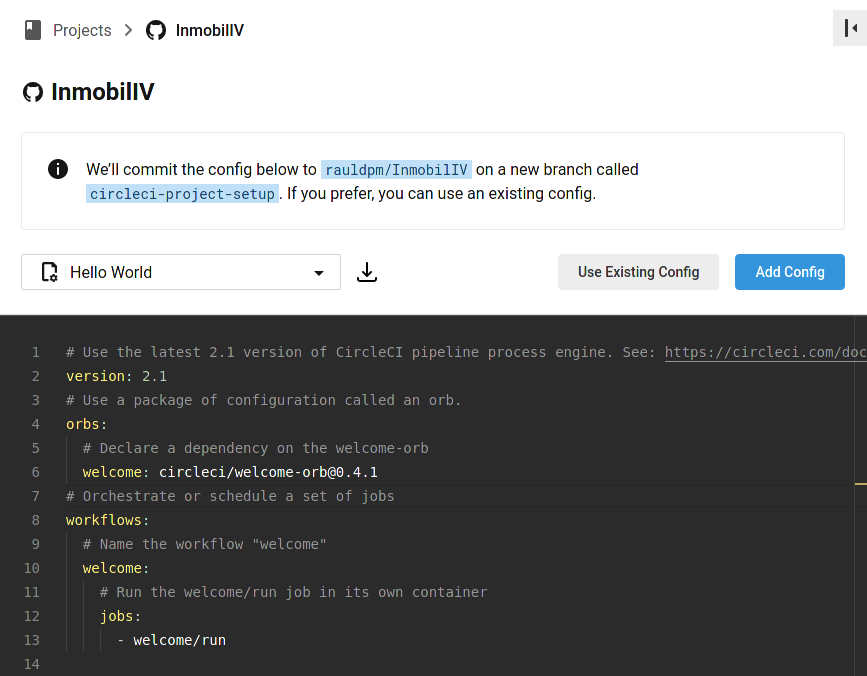 Projects > InmobilIV
InmobilIV
We'll commit the config below to rauldpm/InmobilIV on a new branch called
circleci-project-setup. If you prefer, you can use an existing config.
Hello World
Use Existing Config
Add Config
1 # Use the latest 2.1 version of CircleCI pipeline process engine. See: https://circleci.com/doc
2 version: 2.1
3 # Use a package of configuration called an orb.
4 orbs:
5 # Declare a dependency on the welcome-orb
6 welcome: circleci/welcome-orb@0.4.1
7 # Orchestrate or schedule a set of jobs
8 workflows:
9 # Name the workflow "welcome"
10 welcome:
11 # Run the welcome/run job in its own container
12 jobs:
13 - welcome/run
14